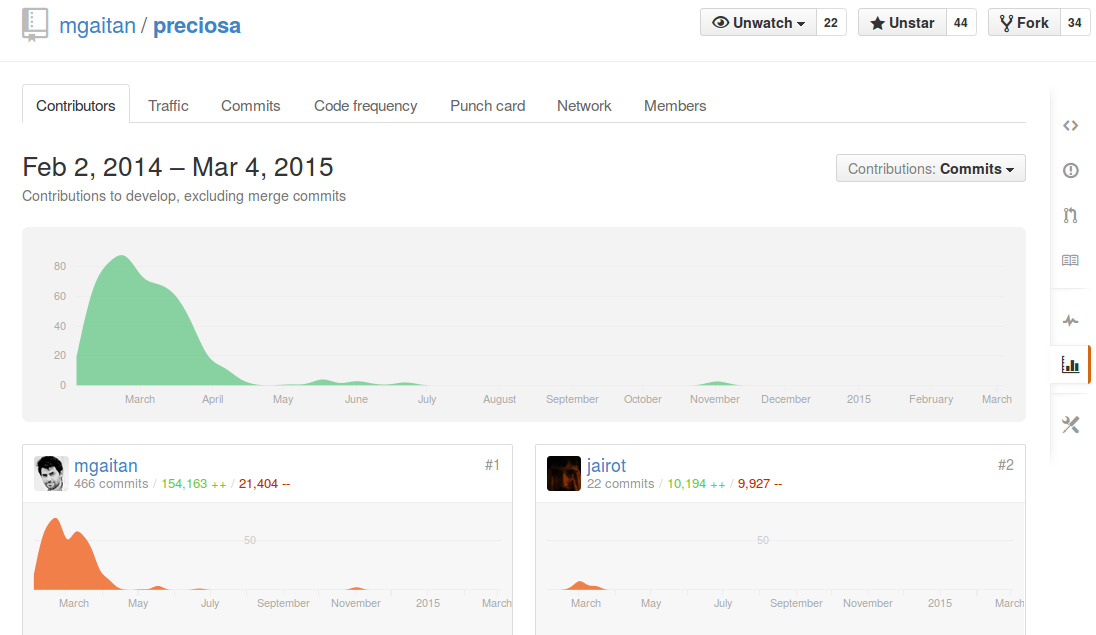 mgaitan / preciosa Unwatch 22 Unstar 44 Fork 34
Contributors Traffic Commits Code frequency Punch card Network Members
Feb 2, 2014 – Mar 4, 2015
Contributions: Commits
Contributions to develop, excluding merge commits
80
60
40
20
0
March April May June July August September October November December 2015 February March
mgaitan #1
466 commits / 154,163 ++ / 21,404 --
50
March May July September November 2015 March
jairot #2
22 commits / 10,194 ++ / 9,927 --
50
March May July September November 2015 March